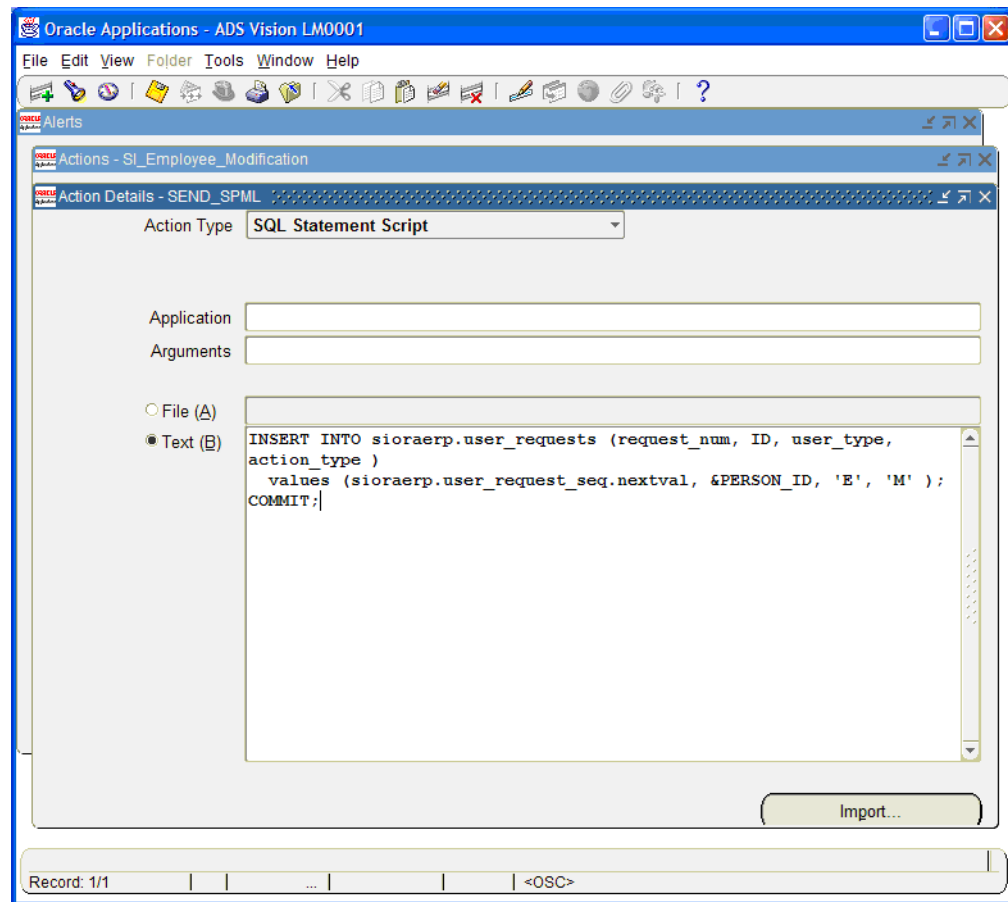 Oracle Applications - ADS Vision LM0001
File Edit View Folder Tools Window Help
Alerts
Actions - SI_Employee_Modification
Action Details - SEND_SPML
Action Type SQL Statement Script
Application
Arguments
File (A)
Text (B)
INSERT INTO sioraerp.user_requests (request_num, ID, user_type,
action_type )
values (sioraerp.user_request_seq.nextval, &PERSON_ID, 'E', 'M' );
COMMIT;
Import...
Record: 1/1 ... <OSC>